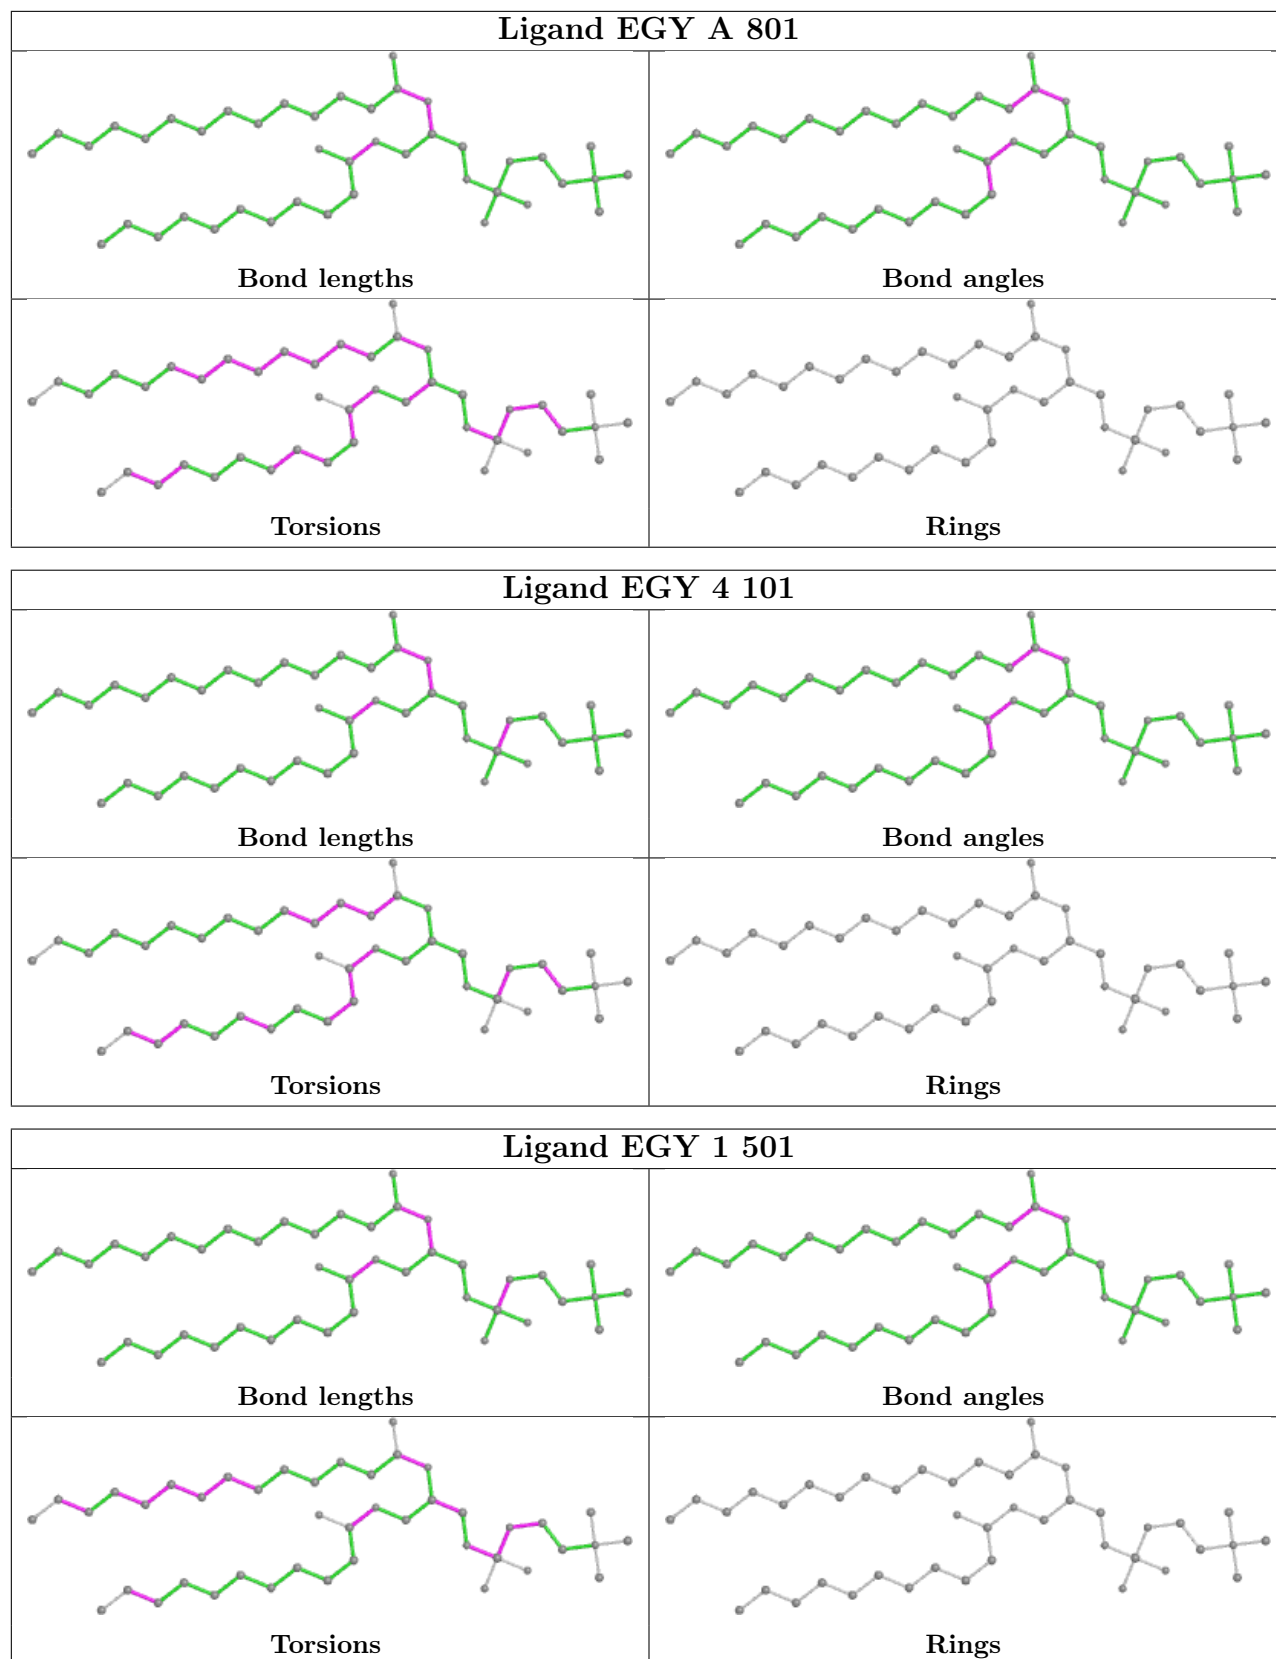 Ligand EGY A 801
Bond lengths
Bond angles
Torsions
Rings
Ligand EGY 4 101
Bond lengths
Bond angles
Torsions
Rings
Ligand EGY 1 501
Bond lengths
Bond angles
Torsions
Rings